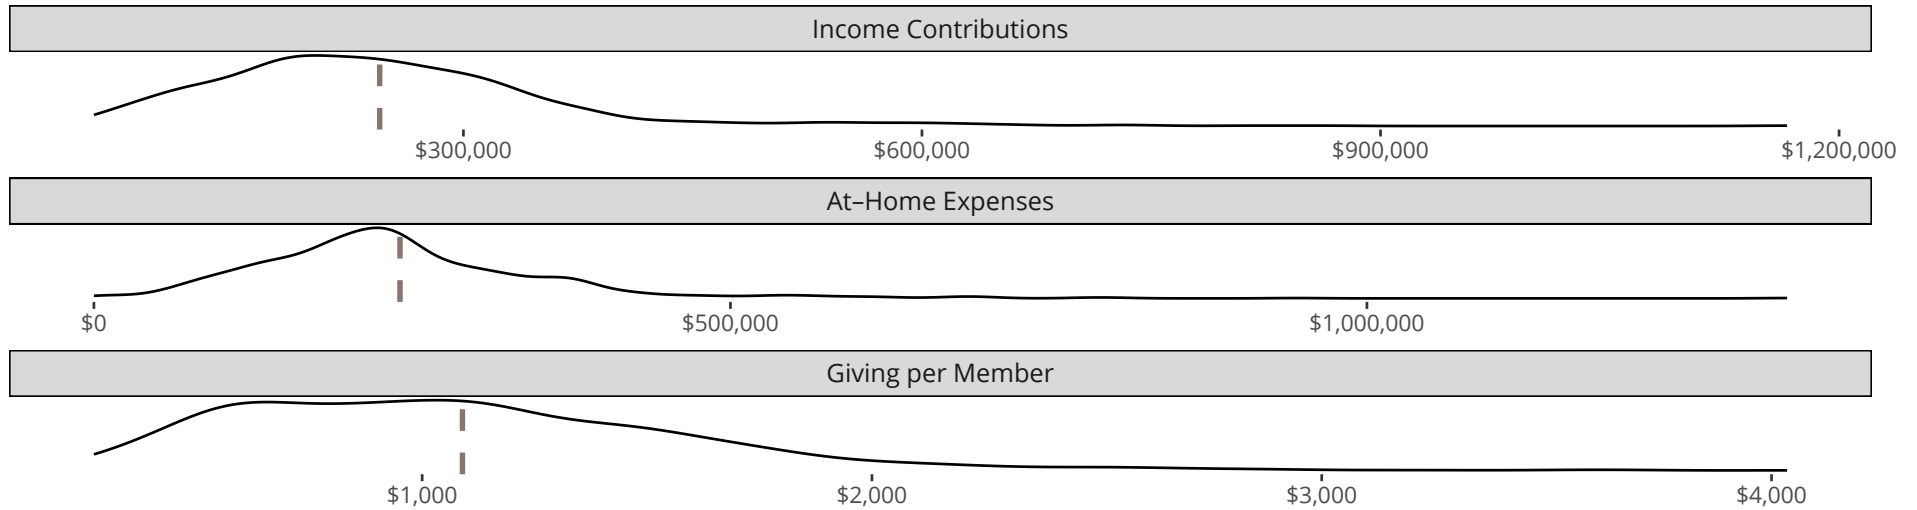 Income Contributions
$300,000 $600,000 $900,000 $1,200,000
At–Home Expenses
$0 $500,000 $1,000,000
Giving per Member
$1,000 $2,000 $3,000 $4,000